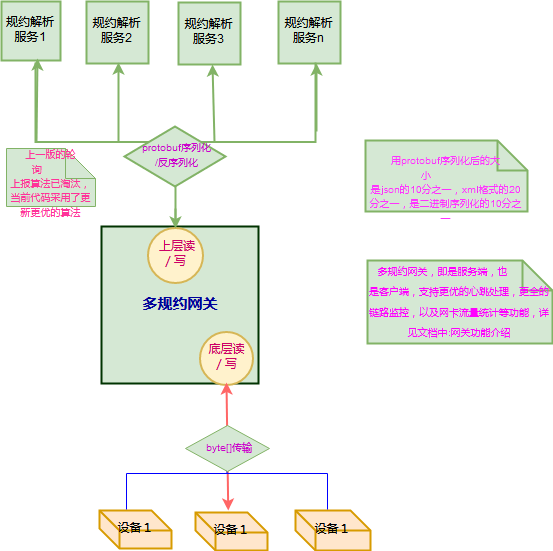 规约解析
服务1
规约解析
服务2
规约解析
服务3
规约解析
服务n
protobuf序列化
/反序列化
上一版的轮
询
上报算法已淘汰，
当前代码采用了更
新更优的算法
用protobuf序列化后的大
小
是json的10分之一，xml格式的20
分之一，是二进制序列化的10分之
一
上层读
/ 写
多规约网关
多规约网关，即是服务端，也
是客户端，支持更优的心跳处理，更全的
链路监控，以及网卡流量统计等功能，详
见文档中:网关功能介绍
底层读
/ 写
byte[]传输
设备 1
设备 1
设备 1